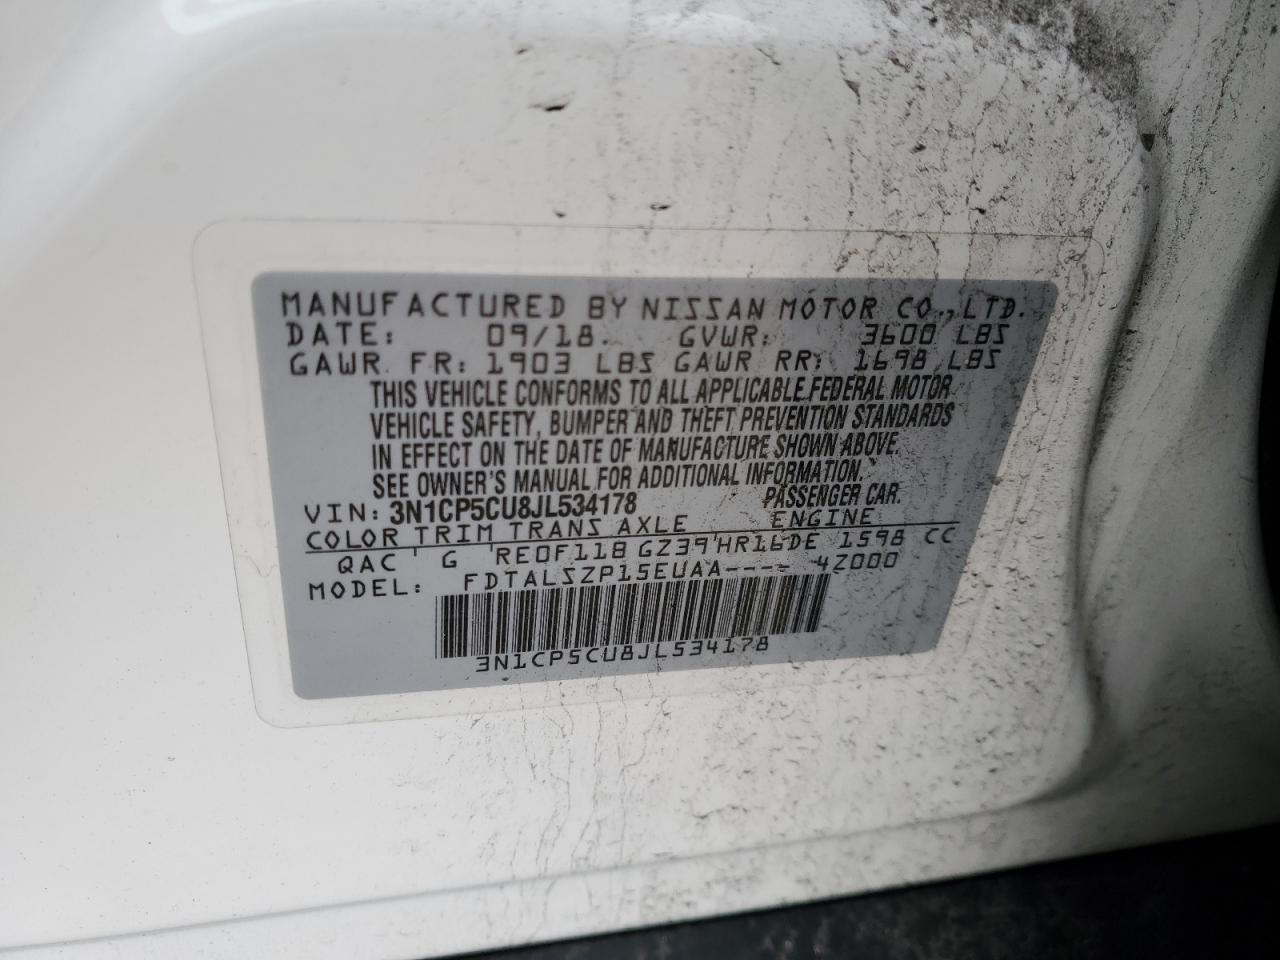 MANUFACTURED BY NISSAN MOTOR CO., LTD.
DATE: 09/18 GVWR: 3600 LBS
GAWR FR: 1903 LBS GAWR RR: 1698 LBS
THIS VEHICLE CONFORMS TO ALL APPLICABLE FEDERAL MOTOR
VEHICLE SAFETY, BUMPER AND THEFT PREVENTION STANDARDS
IN EFFECT ON THE DATE OF MANUFACTURE SHOWN ABOVE.
SEE OWNER'S MANUAL FOR ADDITIONAL INFORMATION.
VIN: 3N1CP5CU8JL534178 PASSENGER CAR.
COLOR TRIM TRANS AXLE ENGINE
QAC ' G 'RE0F11B GZ39'HR16DE 1598 CC
MODEL: FDTALSZP15EUAA---- 4Z000
3N1CP5CU8JL534178